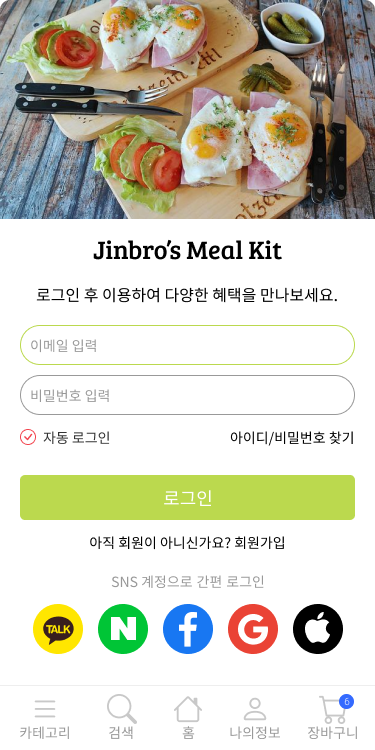 Jinbro's Meal Kit
로그인 후 이용하여 다양한 혜택을 만나보세요.
이메일 입력
비밀번호 입력
자동 로그인 아이디/비밀번호 찾기
로그인
아직 회원이 아니신가요? 회원가입
SNS 계정으로 간편 로그인
TALK N f G
6
카테고리 검색 홈 나의정보 장바구니